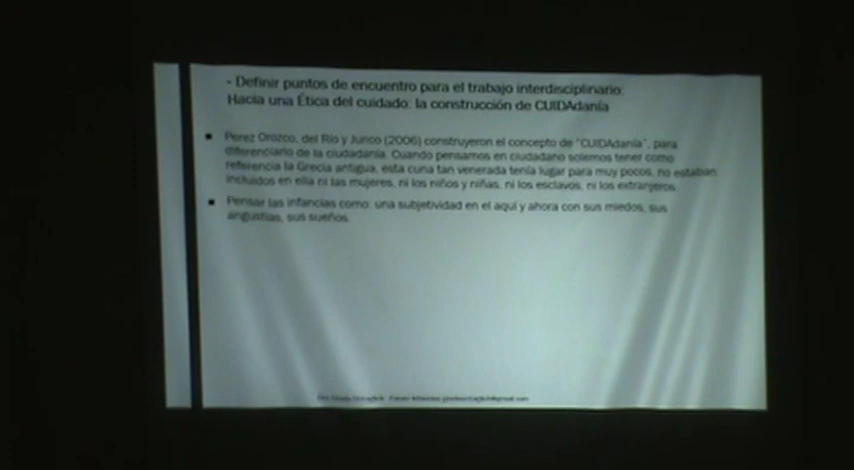 - Definir puntos de encuentro para el trabajo interdisciplinario:
Hacia una Ética del cuidado: la construcción de CUIDAdanía
Perez Orozco, del Río y Junco (2006) construyeron el concepto de "CUIDAdanía", para
diferenciarlo de la ciudadanía. Cuando pensamos en ciudadano solemos tener como
referencia la Grecia antigua, esta cuna tan venerada tenía lugar para muy pocos, no estaban
incluidos en ella ni las mujeres, ni los niños y niñas, ni los esclavos, ni los extranjeros.
Pensar las infancias como: una subjetividad en el aquí y ahora con sus miedos, sus
angustias, sus sueños.